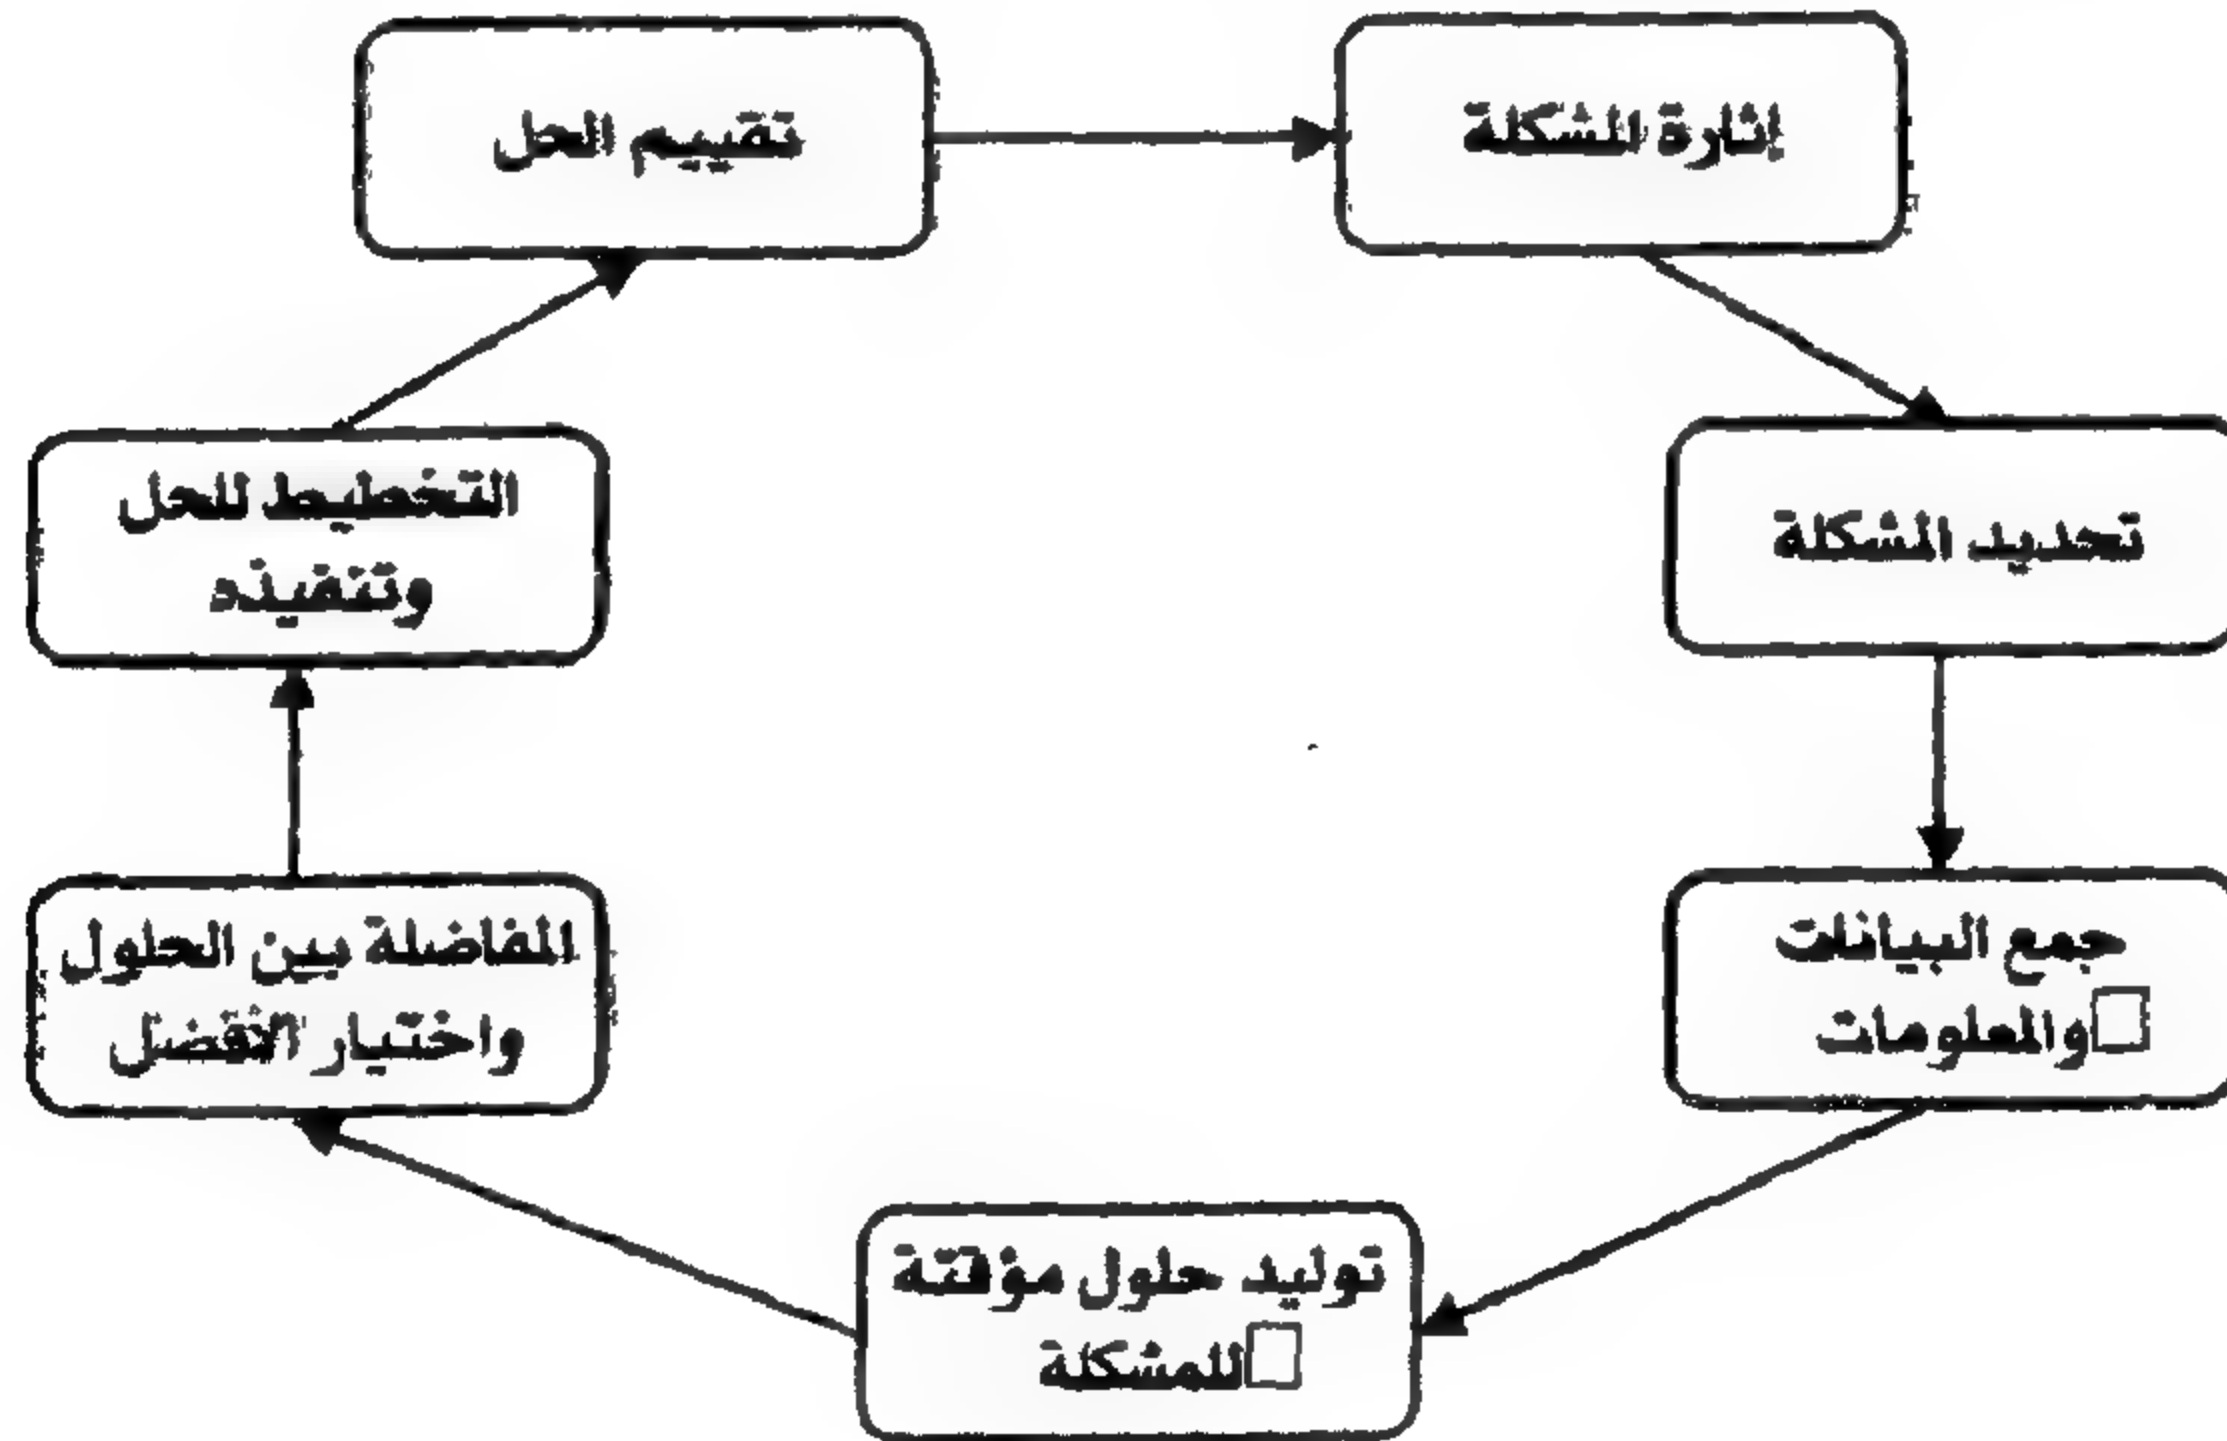 إثارة المشكلة
تحديد المشكلة
جمع البيانات
والمعلومات
توليد حلول مؤقتة
للمشكلة
المفاضلة بين الحلول
واختيار الأفضل
التخطيط للحل
وتنفيذه
تقييم الحل